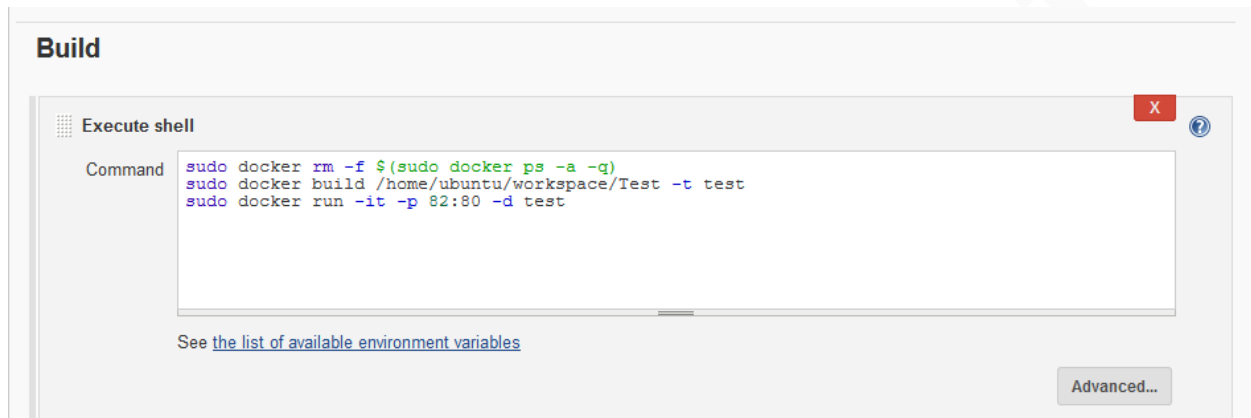 Build
X
Execute shell
?
Command
sudo docker rm -f $(sudo docker ps -a -q)
sudo docker build /home/ubuntu/workspace/Test -t test
sudo docker run -it -p 82:80 -d test
See the list of available environment variables
Advanced...